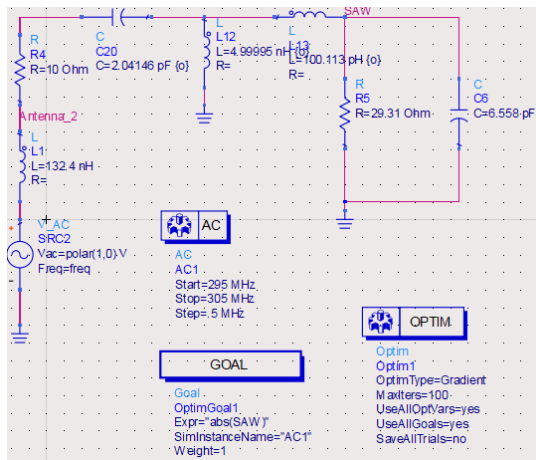 SAW
R
R4
R=10 Ohm
C
C20
C=2.04146 pF {o}
L
L12
L=4.99995 nH {o}
R=
L
L13
L=100.113 pH {o}
R=
R
R5
R=29.31 Ohm
C
C6
C=6.558 pF
Antenna_2
L
L1
L=132.4 nH
R=
V_AC
SRC2
Vac=polar(1,0) V
Freq=freq
AC
AC
AC1
Start=295 MHz
Stop=305 MHz
Step=.5 MHz
OPTIM
Optim
Optim1
OptimType=Gradient
MaxIters=100
UseAllOptVars=yes
UseAllGoals=yes
SaveAllTrials=no
GOAL
Goal
OptimGoal1
Expr="abs(SAW)"
SimInstanceName="AC1"
Weight=1